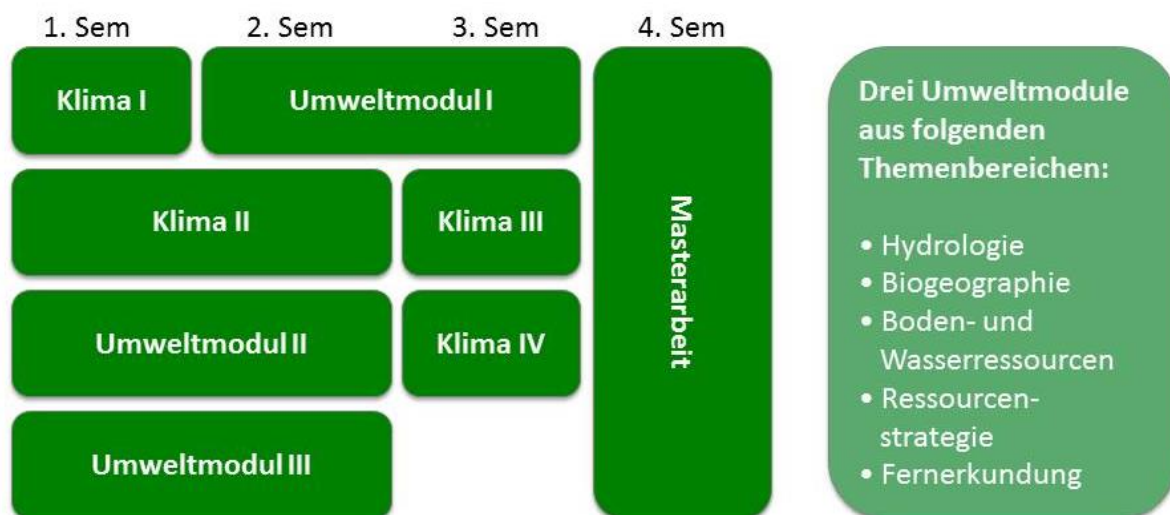 1. Sem 2. Sem 3. Sem 4. Sem
Klima I
Umweltmodul I
Klima II
Klima III
Umweltmodul II
Klima IV
Umweltmodul III
Masterarbeit
Drei Umweltmodule
aus folgenden
Themenbereichen:
• Hydrologie
• Biogeographie
• Boden- und
Wasserressourcen
• Ressourcen-
strategie
• Fernerkundung